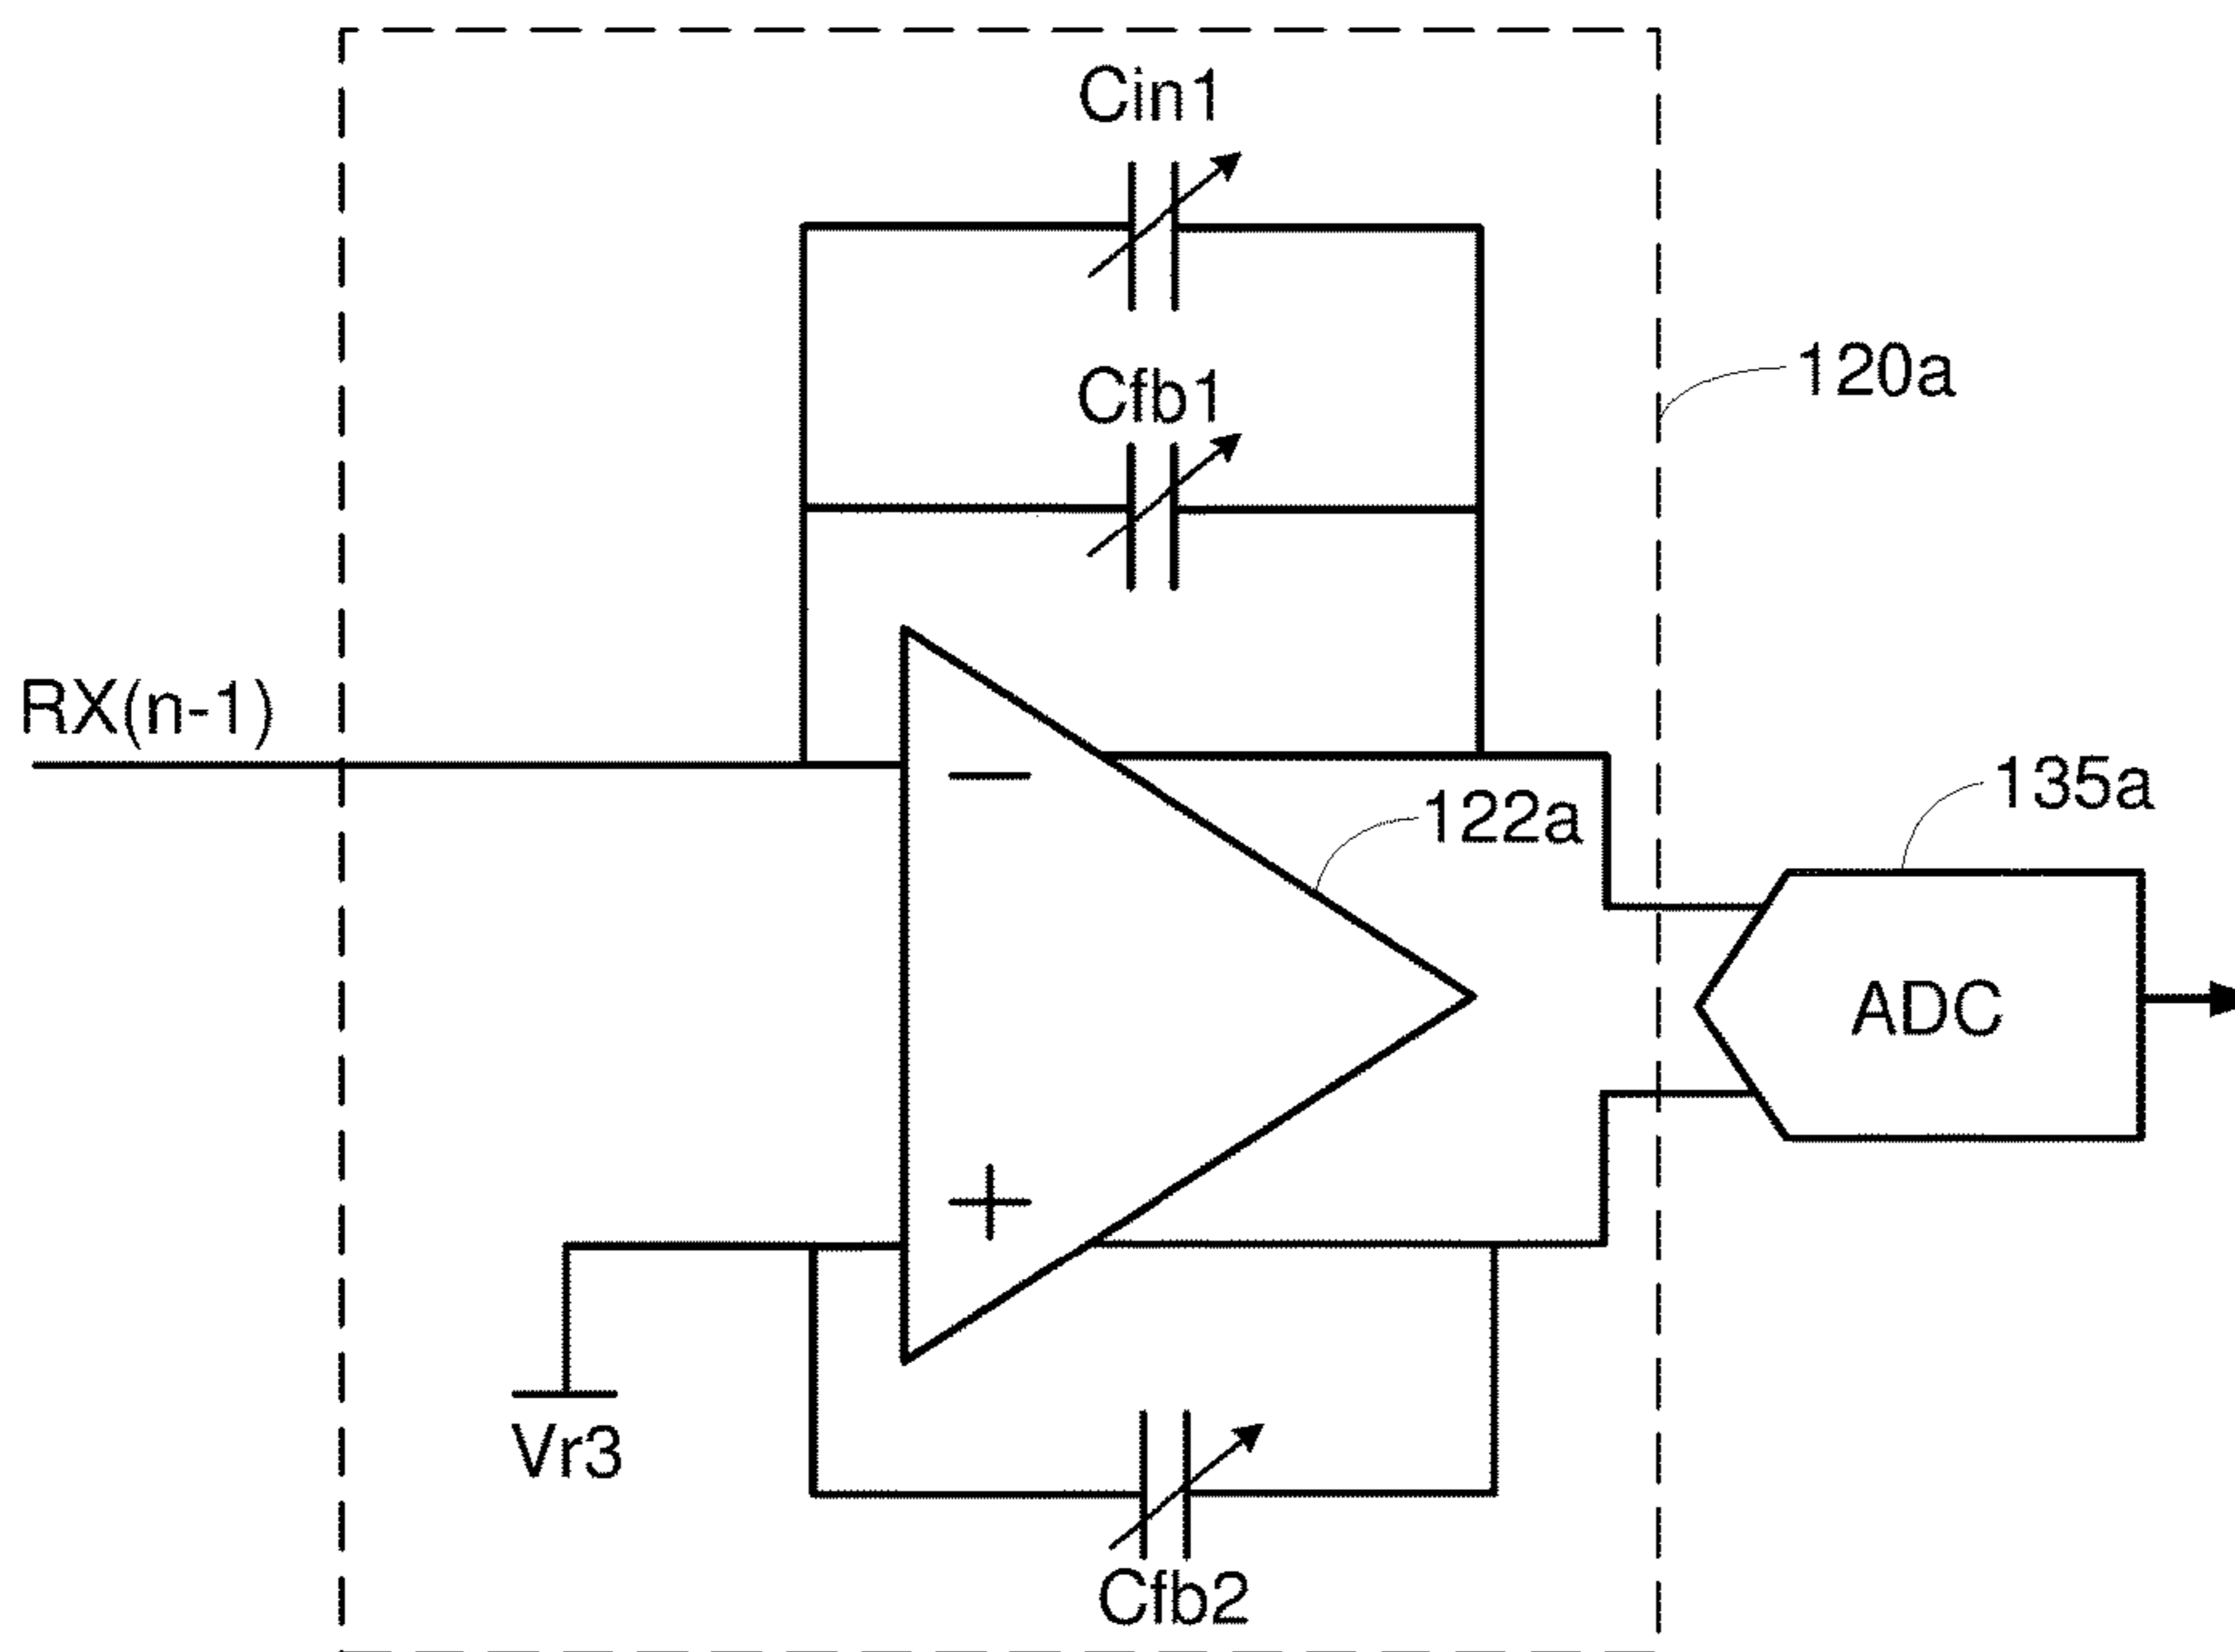 Cin1
Cfb1
120a
RX(n-1)
135a
122a
−
ADC
+
Vr3
Cfb2